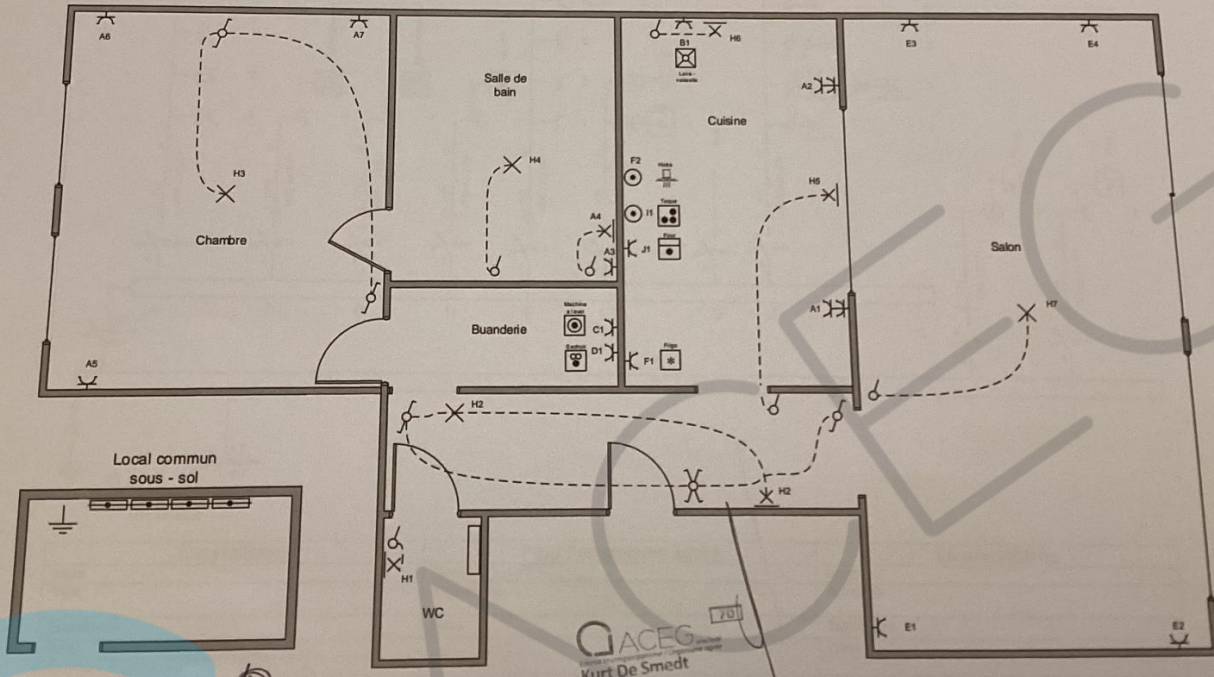 A6
A7
Salle de
bain
B1
H6
Lave -
vaisselle
A2
E3
E4
Cuisine
H3
H4
F2
Hotte
H5
Chambre
A4
I1
Taque
A3
J1
Four
Salon
Buanderie
Machine
a laver
C1
D1
F1
Frigo
A1
H7
A5
H2
H2
Local commun
sous - sol
H1
WC
E1
E2
ACEG
ACEG
Kurt De Smedt